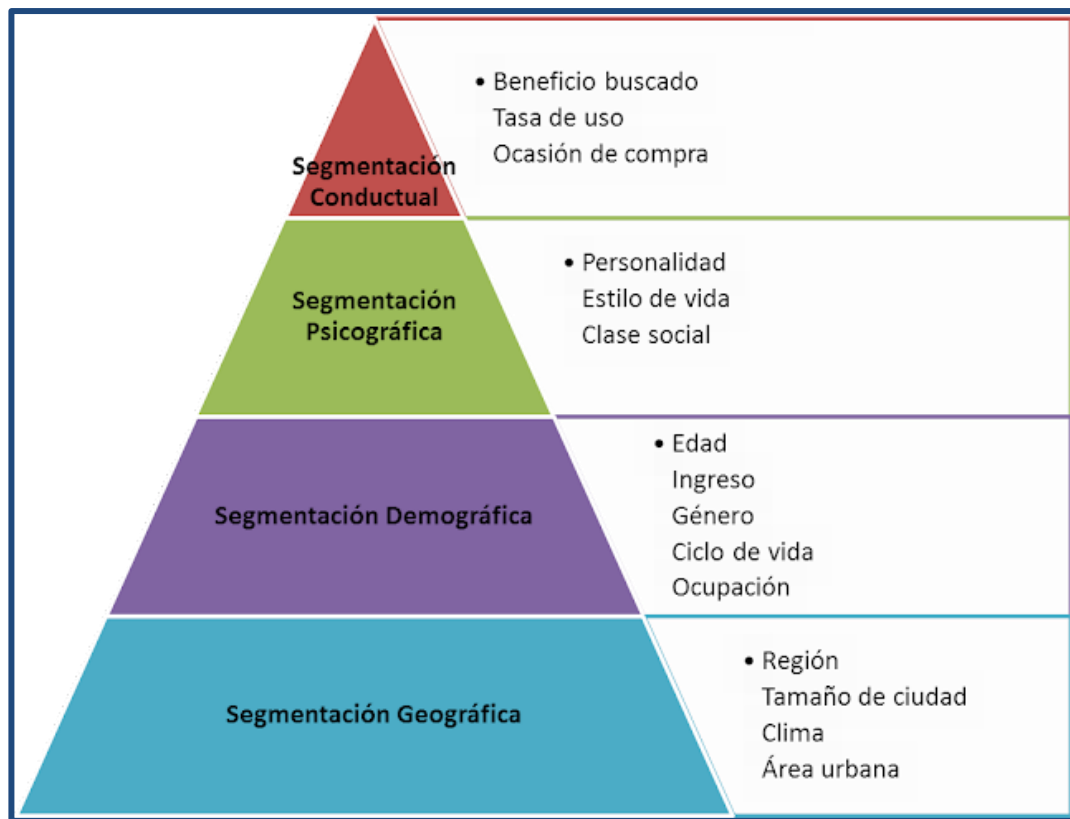 Segmentación
Conductual
• Beneficio buscado
Tasa de uso
Ocasión de compra
Segmentación
Psicográfica
• Personalidad
Estilo de vida
Clase social
Segmentación Demográfica
• Edad
Ingreso
Género
Ciclo de vida
Ocupación
Segmentación Geográfica
• Región
Tamaño de ciudad
Clima
Área urbana